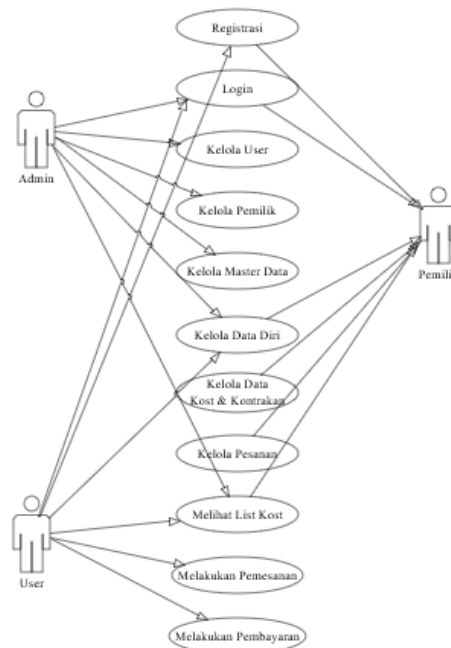 Registrasi
Login
Kelola User
Admin
Kelola Pemilik
Kelola Master Data
Pemilik
Kelola Data Diri
Kelola Data
Kost & Kontrakan
Kelola Pesanan
Melihat List Kost
User
Melakukan Pemesanan
Melakukan Pembayaran